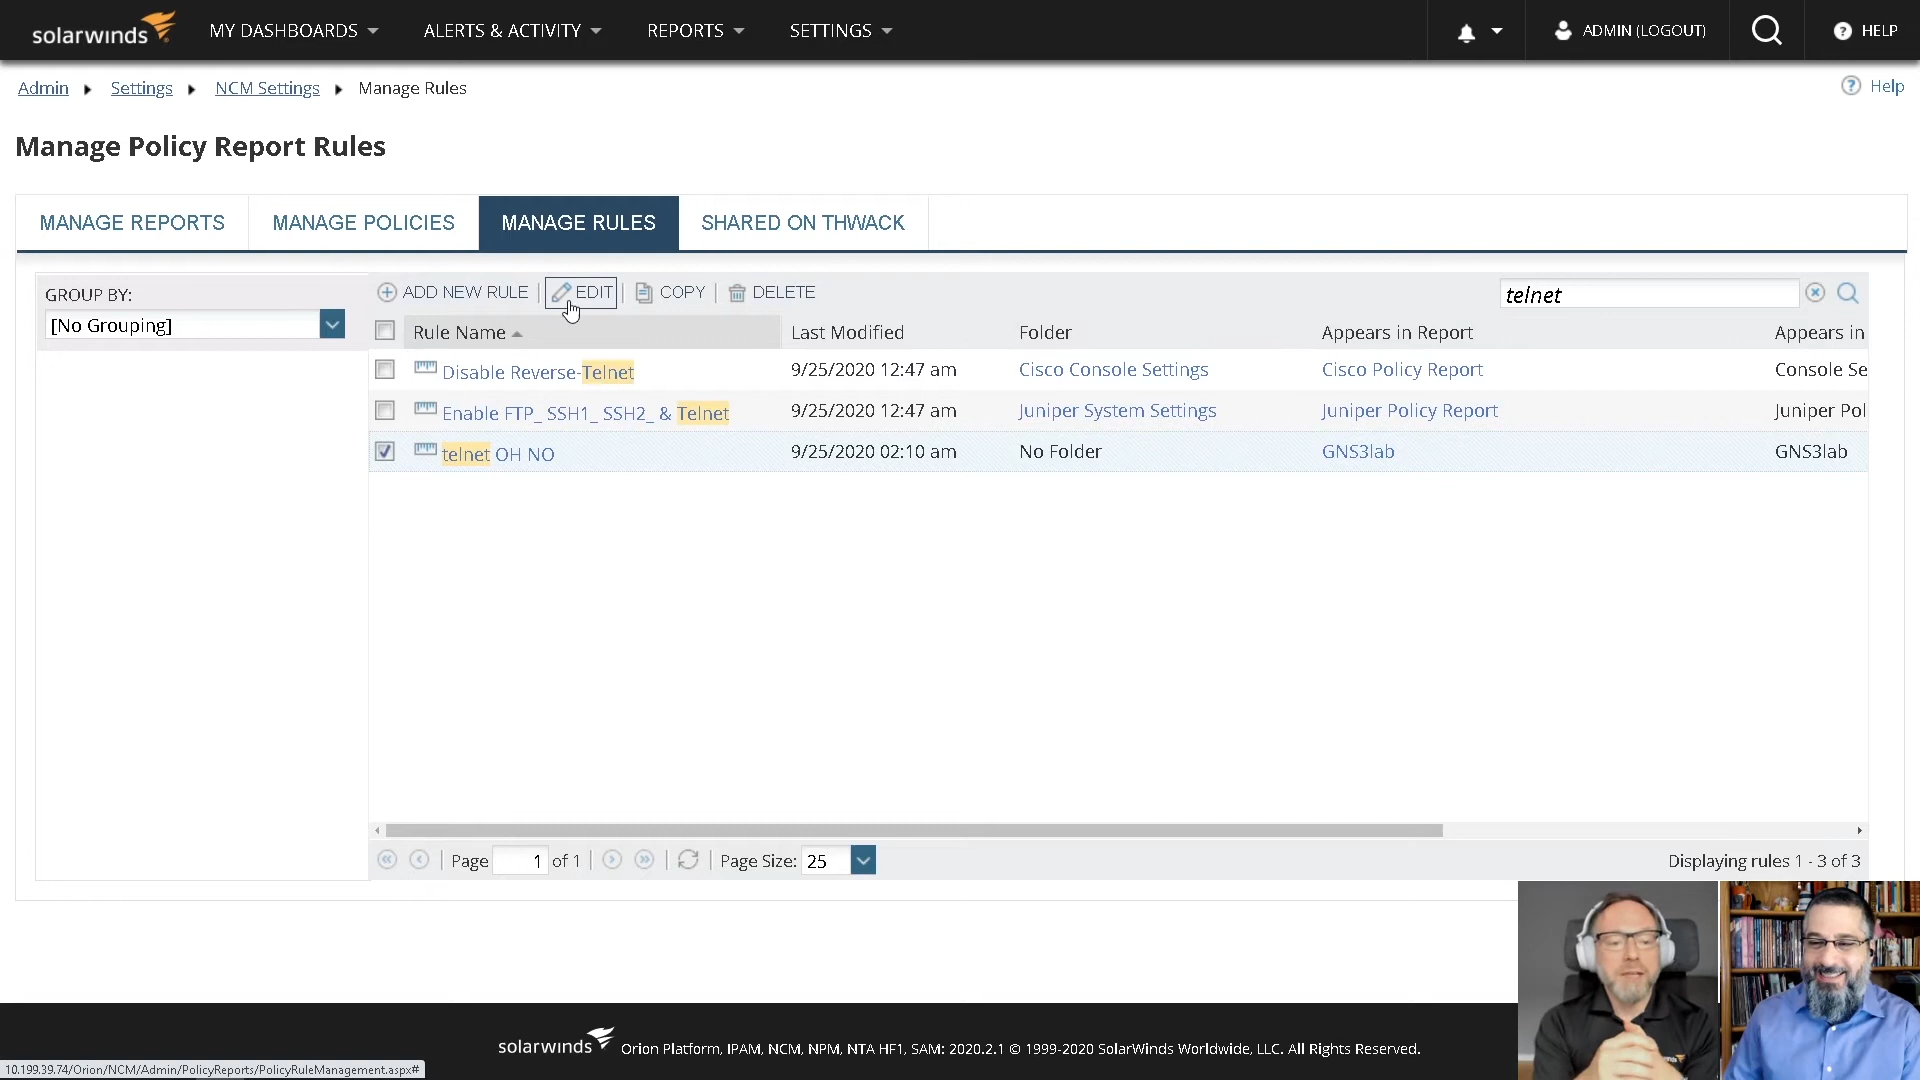 solarwinds MY DASHBOARDS ALERTS & ACTIVITY REPORTS SETTINGS ADMIN (LOGOUT) ? HELP
Admin Settings NCM Settings Manage Rules ? Help
Manage Policy Report Rules
MANAGE REPORTS MANAGE POLICIES MANAGE RULES SHARED ON THWACK
GROUP BY: ADD NEW RULE | EDIT | COPY | DELETE telnet
[No Grouping]
Rule Name Last Modified Folder Appears in Report Appears in
Disable Reverse-Telnet 9/25/2020 12:47 am Cisco Console Settings Cisco Policy Report Console Se
Enable FTP_ SSH1_ SSH2_ & Telnet 9/25/2020 12:47 am Juniper System Settings Juniper Policy Report Juniper Pol
telnet OH NO 9/25/2020 02:10 am No Folder GNS3lab GNS3lab
Page 1 of 1 Page Size: 25 Displaying rules 1 - 3 of 3
solarwinds Orion Platform, IPAM, NCM, NPM, NTA HF1, SAM: 2020.2.1 © 1999-2020 SolarWinds Worldwide, LLC. All Rights Reserved.
10.199.39.74/Orion/NCM/Admin/PolicyReports/PolicyRuleManagement.aspx#